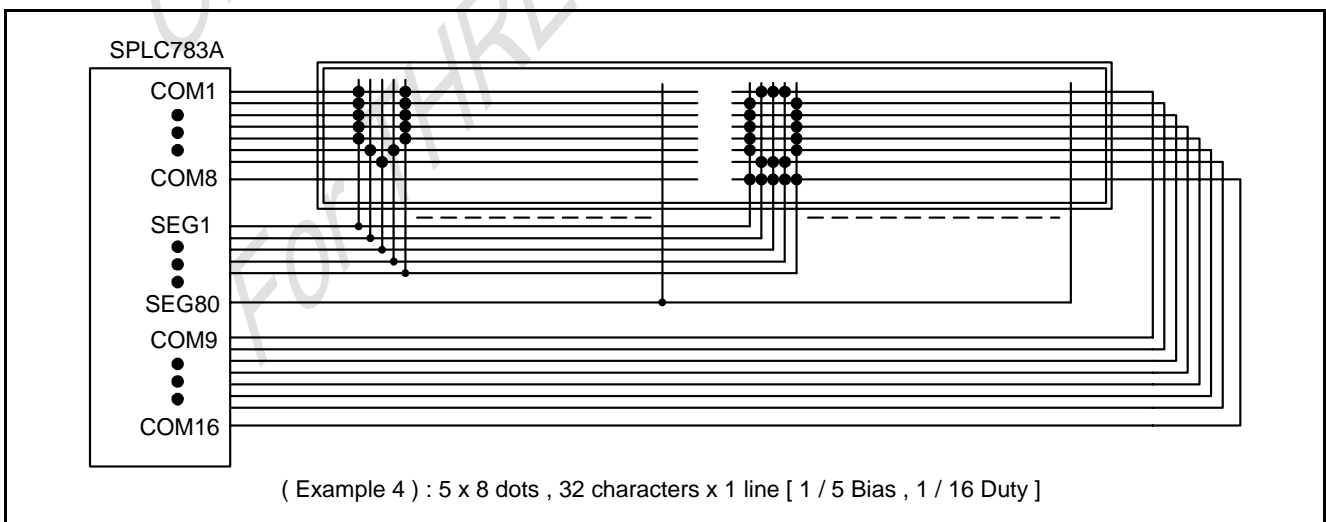 SPLC783A
COM1
COM8
SEG1
SEG80
COM9
COM16
( Example 4 ) : 5 x 8 dots , 32 characters x 1 line [ 1 / 5 Bias , 1 / 16 Duty ]
For